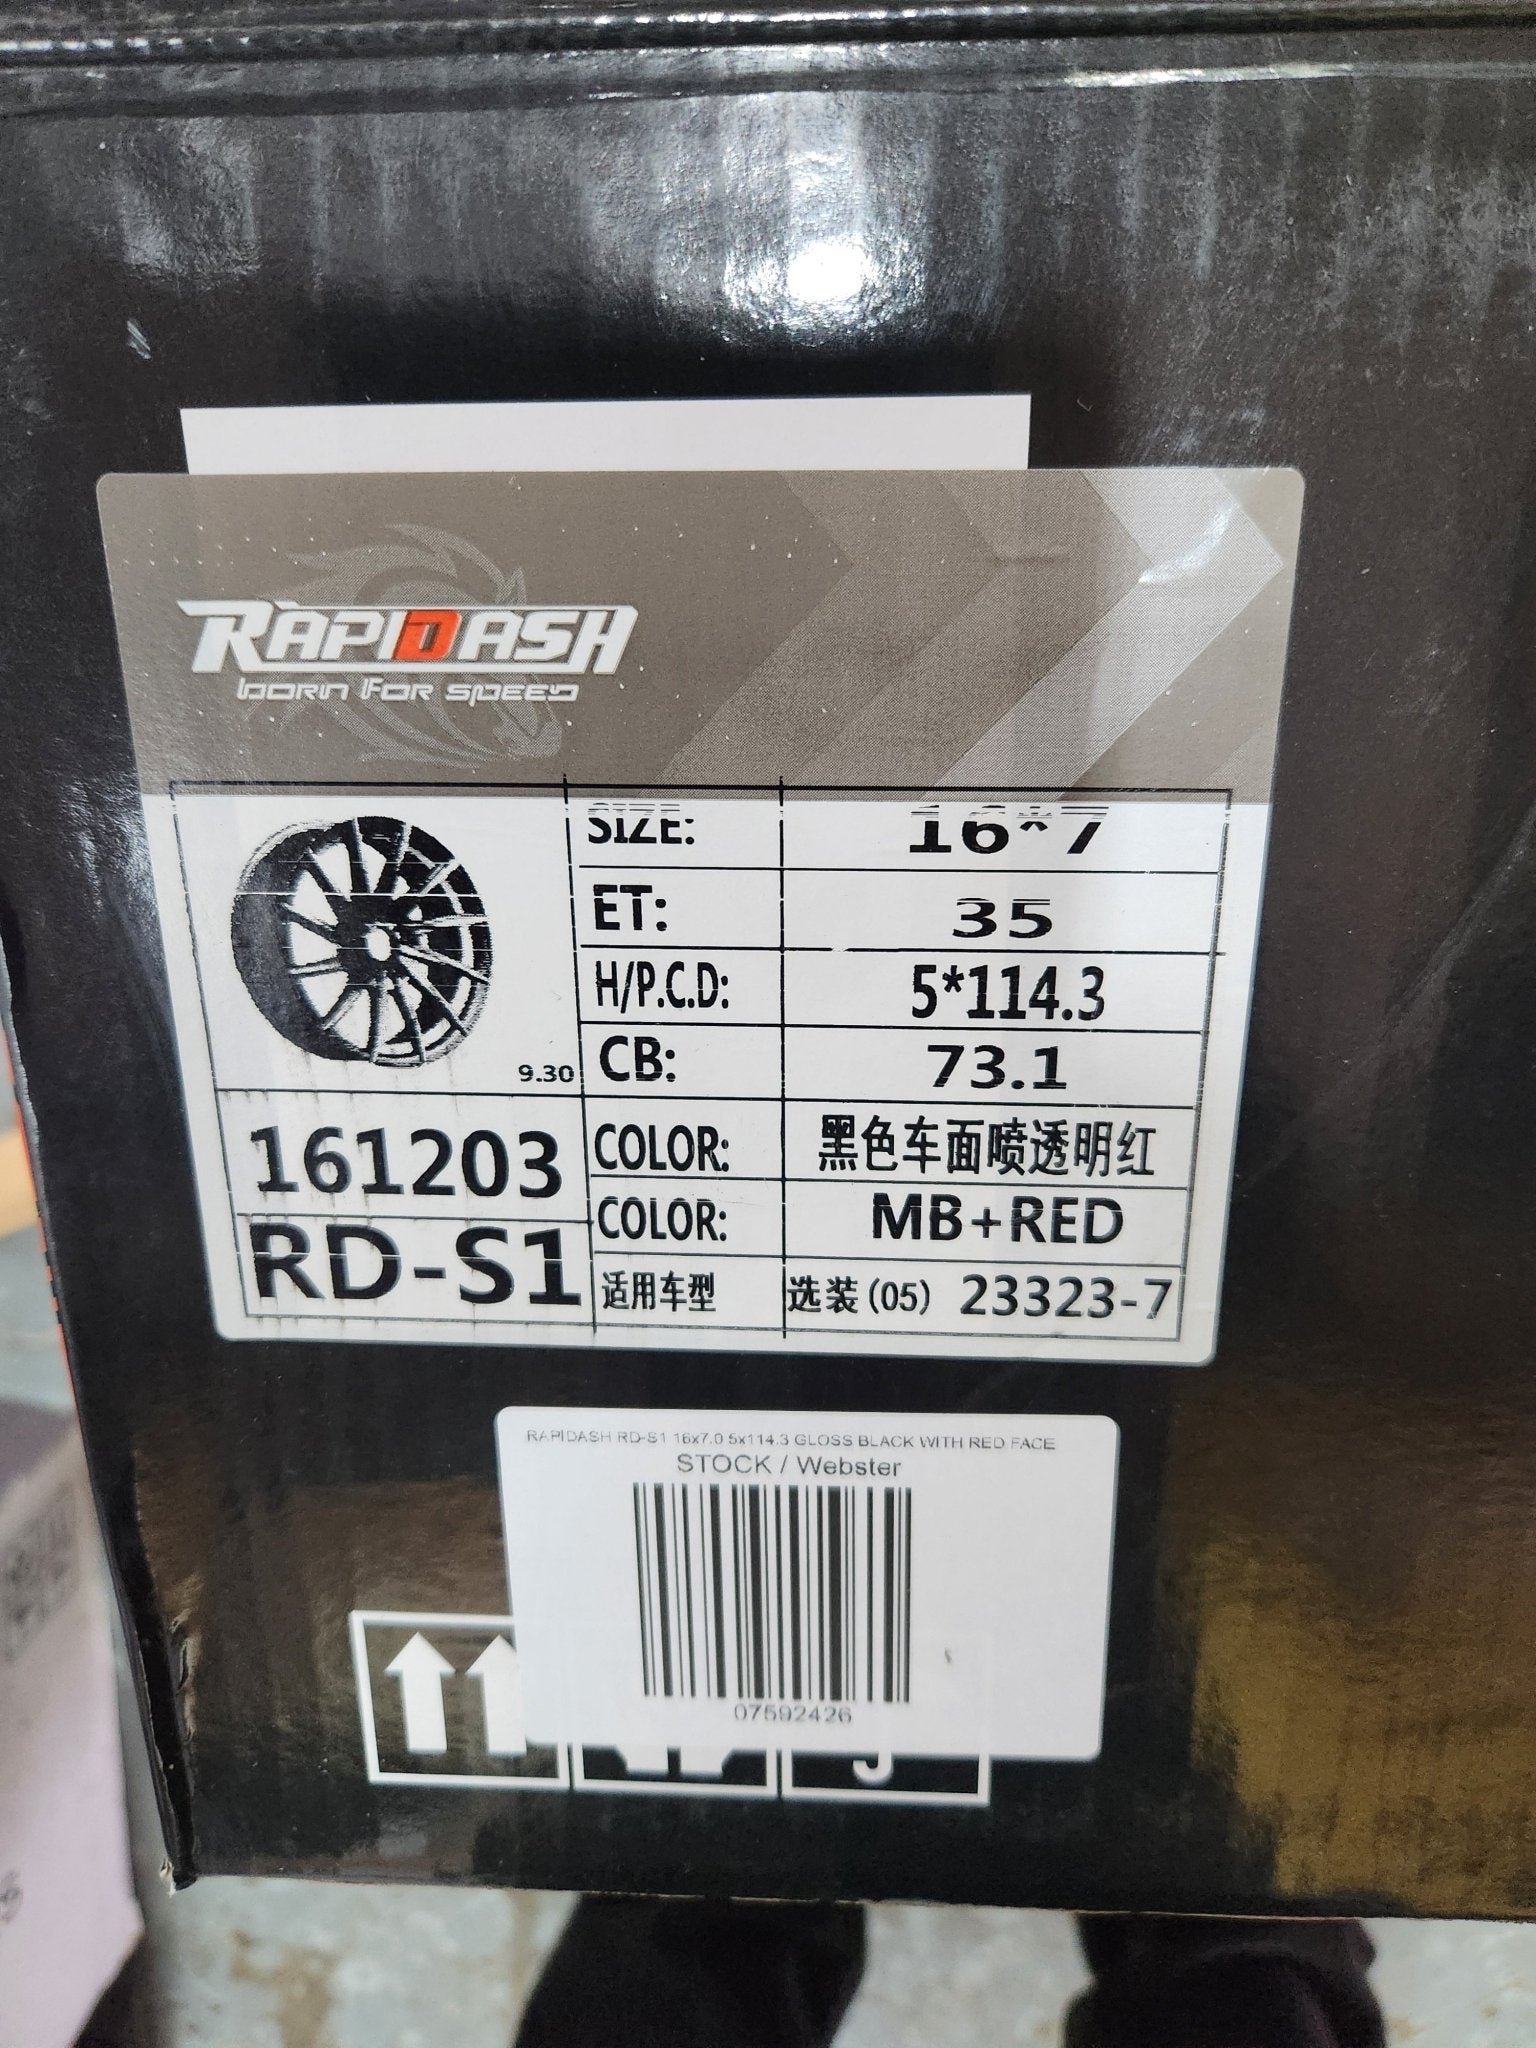 RAPIDASH
BORN FOR SPEED
SIZE: 16*7
ET: 35
H/P.C.D: 5*114.3
9.30
CB: 73.1
161203
COLOR: 黑色车面喷透明红
COLOR: MB+RED
RD-S1
适用车型 选装(05) 23323-7
RAPIDASH RD-S1 16x7.0 5x114.3 GLOSS BLACK WITH RED FACE
STOCK / Webster
07592426